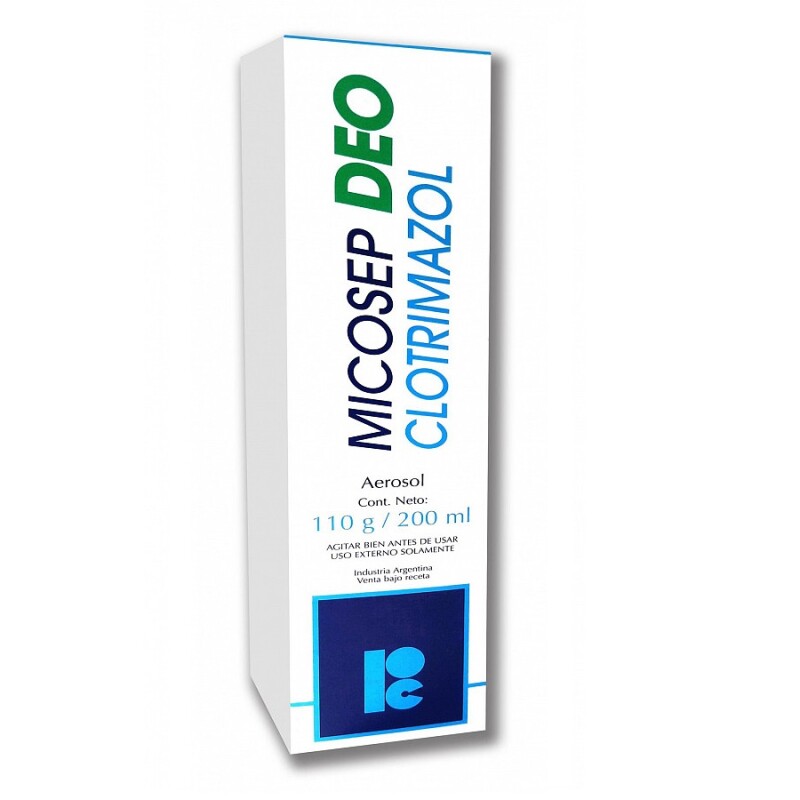 MICOSEP DEO
CLOTRIMAZOL
Aerosol
Cont. Neto:
110 g / 200 ml
AGITAR BIEN ANTES DE USAR
USO EXTERNO SOLAMENTE
Industria Argentina
Venta bajo receta